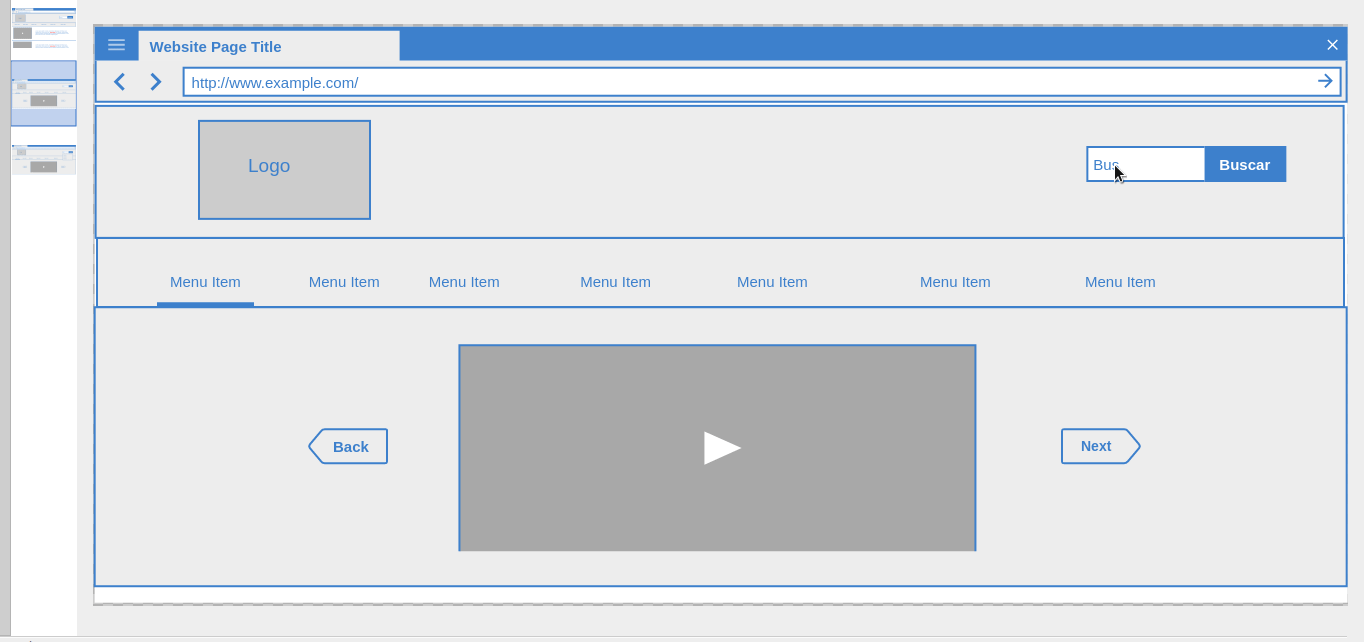 Website Page Title
http://www.example.com/
Logo
Bus
Buscar
Menu Item Menu Item Menu Item Menu Item Menu Item Menu Item Menu Item
Back
Next